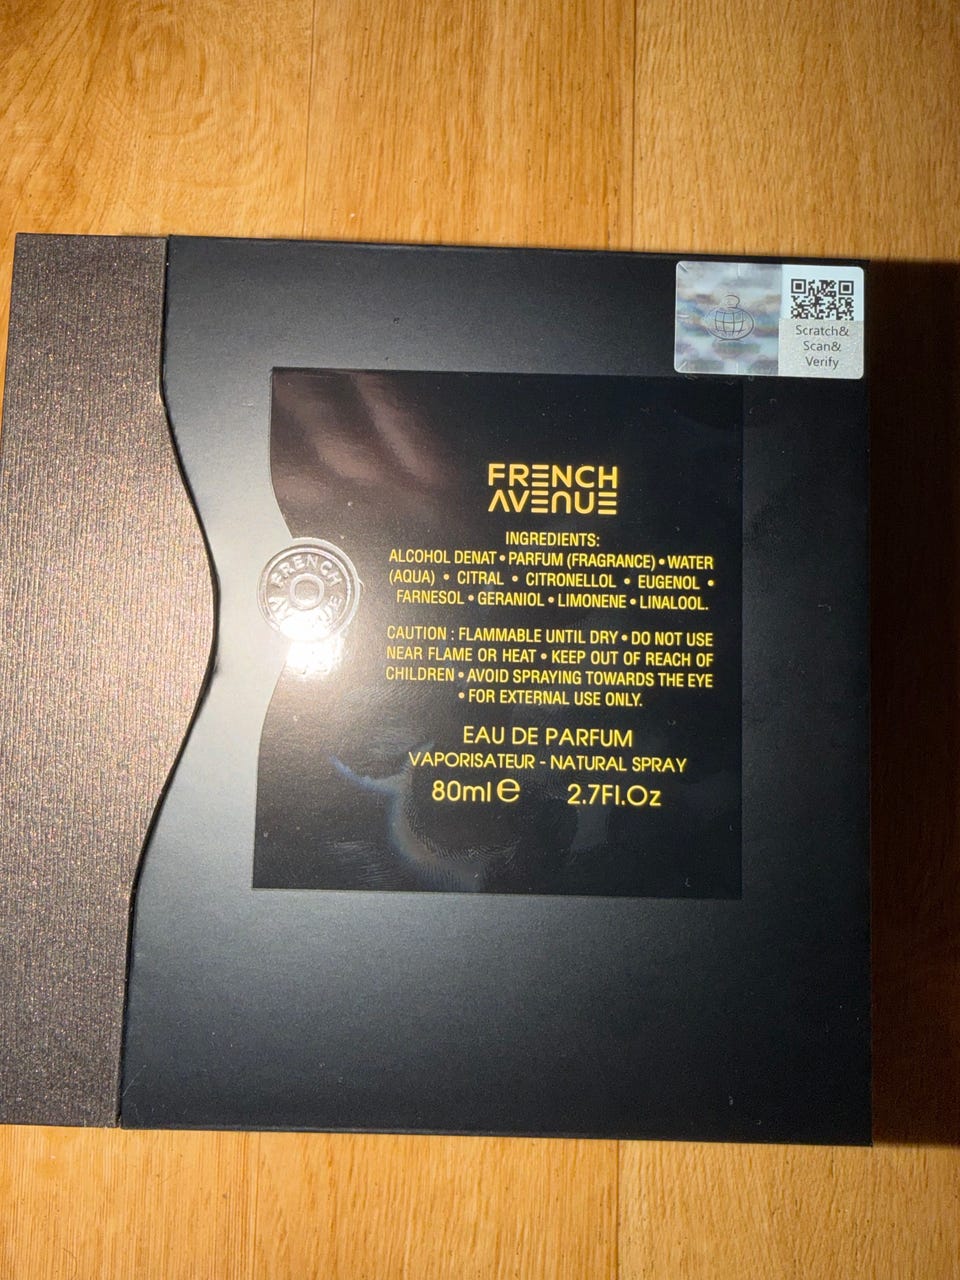 Scratch&
Scan&
Verify
FRENCH
AVENUE
INGREDIENTS:
ALCOHOL DENAT • PARFUM (FRAGRANCE) • WATER
(AQUA) • CITRAL • CITRONELLOL • EUGENOL •
FARNESOL • GERANIOL • LIMONENE • LINALOOL.
FRENCH
CAUTION : FLAMMABLE UNTIL DRY • DO NOT USE
NEAR FLAME OR HEAT • KEEP OUT OF REACH OF
CHILDREN • AVOID SPRAYING TOWARDS THE EYE
• FOR EXTERNAL USE ONLY.
EAU DE PARFUM
VAPORISATEUR - NATURAL SPRAY
80ml e 2.7Fl.Oz